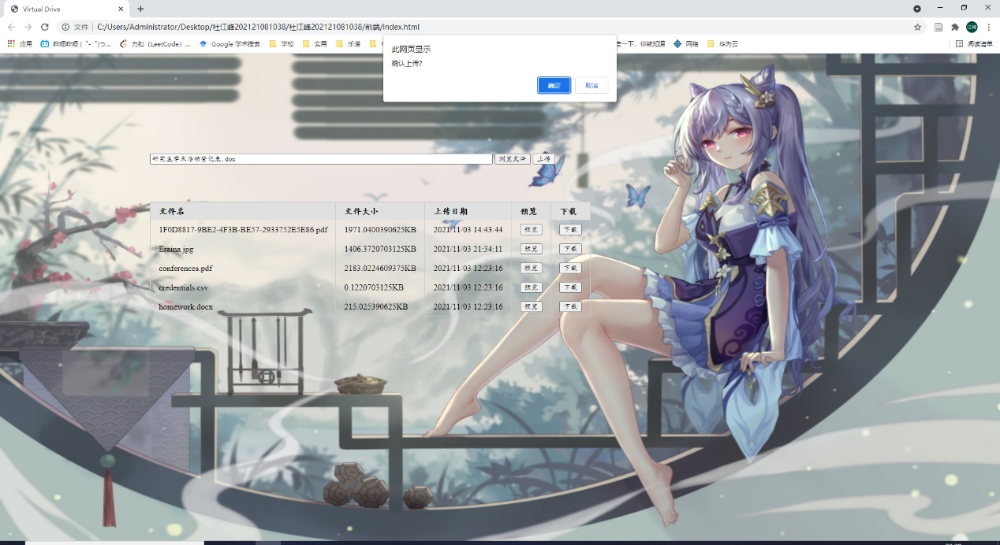 Virtual Drive
文件 C:/Users/Administrator/Desktop/杜江峰202121081038/杜江峰202121081038/前端/index.html
应用 哔哩哔哩 (゜-゜)つ... 力扣（LeetCode）... Google 学术搜索 学校 实用 乐谱 度一下，你就知道 网络 华为云 阅读清单
此网页显示
确认上传?
确定 取消
研究生学术活动登记表.doc 浏览文件 上传
文件名 文件大小 上传日期 预览 下载
1F0D8817-9BE2-4F3B-BE57-2933752E5E86.pdf 1971.0400390625KB 2021/11/03 14:43:44 预览 下载
Eraina.jpg 1406.3720703125KB 2021/11/03 21:34:11 预览 下载
conferences.pdf 2183.0224609375KB 2021/11/03 12:23:16 预览 下载
credentials.csv 0.1220703125KB 2021/11/03 12:23:16 预览 下载
homework.docx 215.025390625KB 2021/11/03 12:23:16 预览 下载